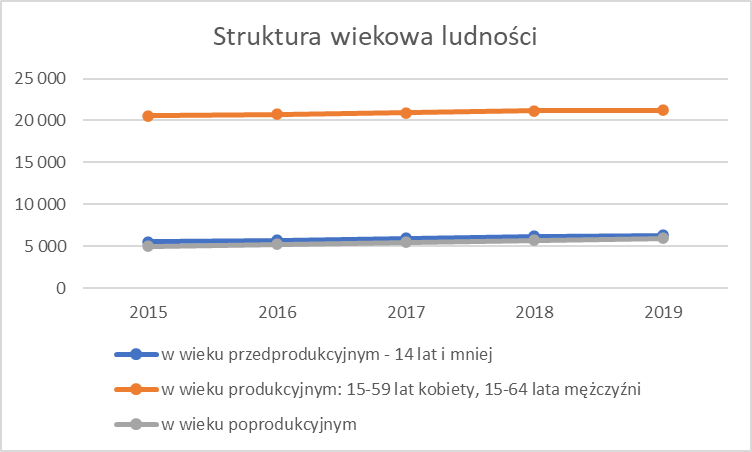 Struktura wiekowa ludności
25 000
20 000
15 000
10 000
5 000
0
2015 2016 2017 2018 2019
w wieku przedprodukcyjnym - 14 lat i mniej
w wieku produkcyjnym: 15-59 lat kobiety, 15-64 lata mężczyźni
w wieku poprodukcyjnym